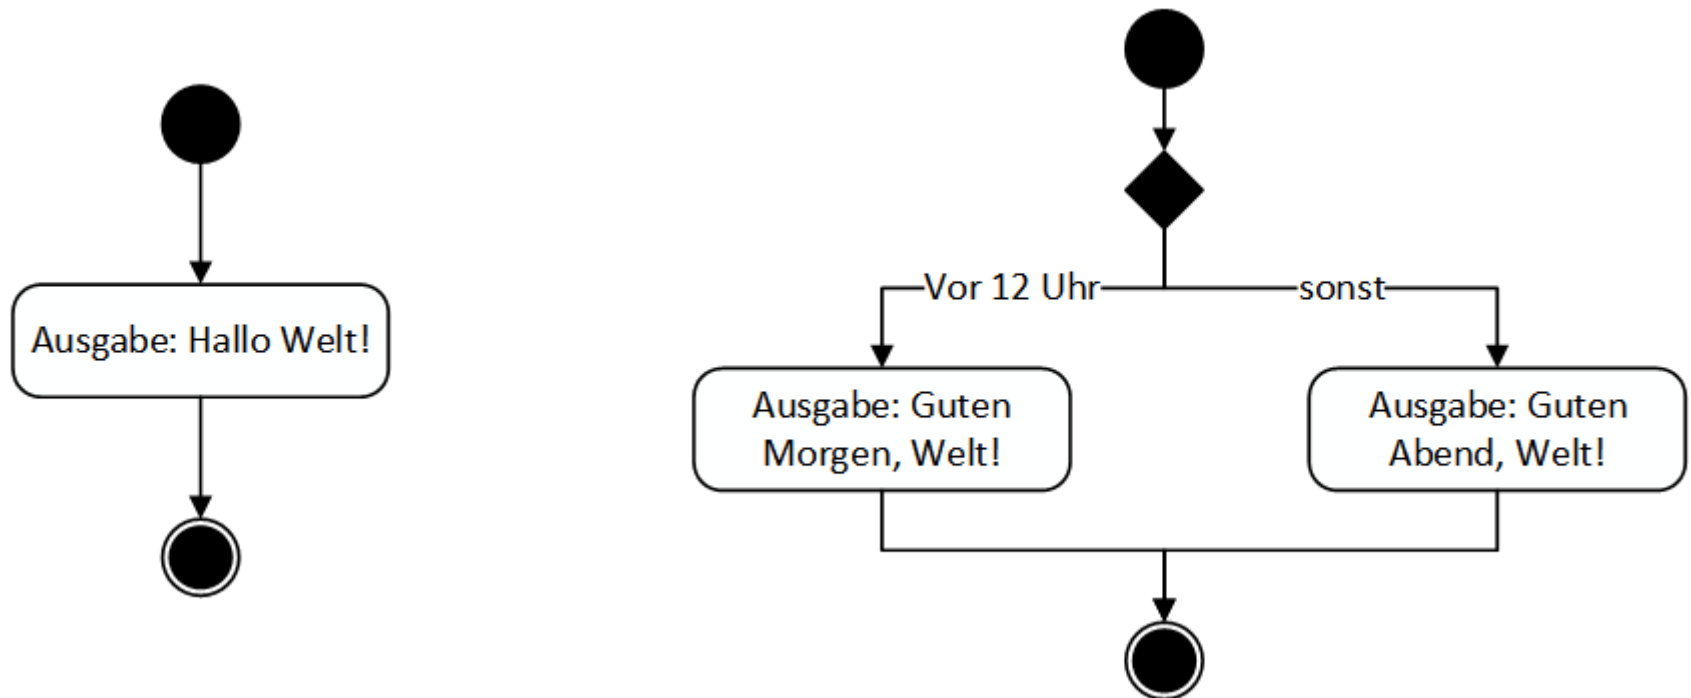 Ausgabe: Hallo Welt!
Vor 12 Uhr
sonst
Ausgabe: Guten
Morgen, Welt!
Ausgabe: Guten
Abend, Welt!